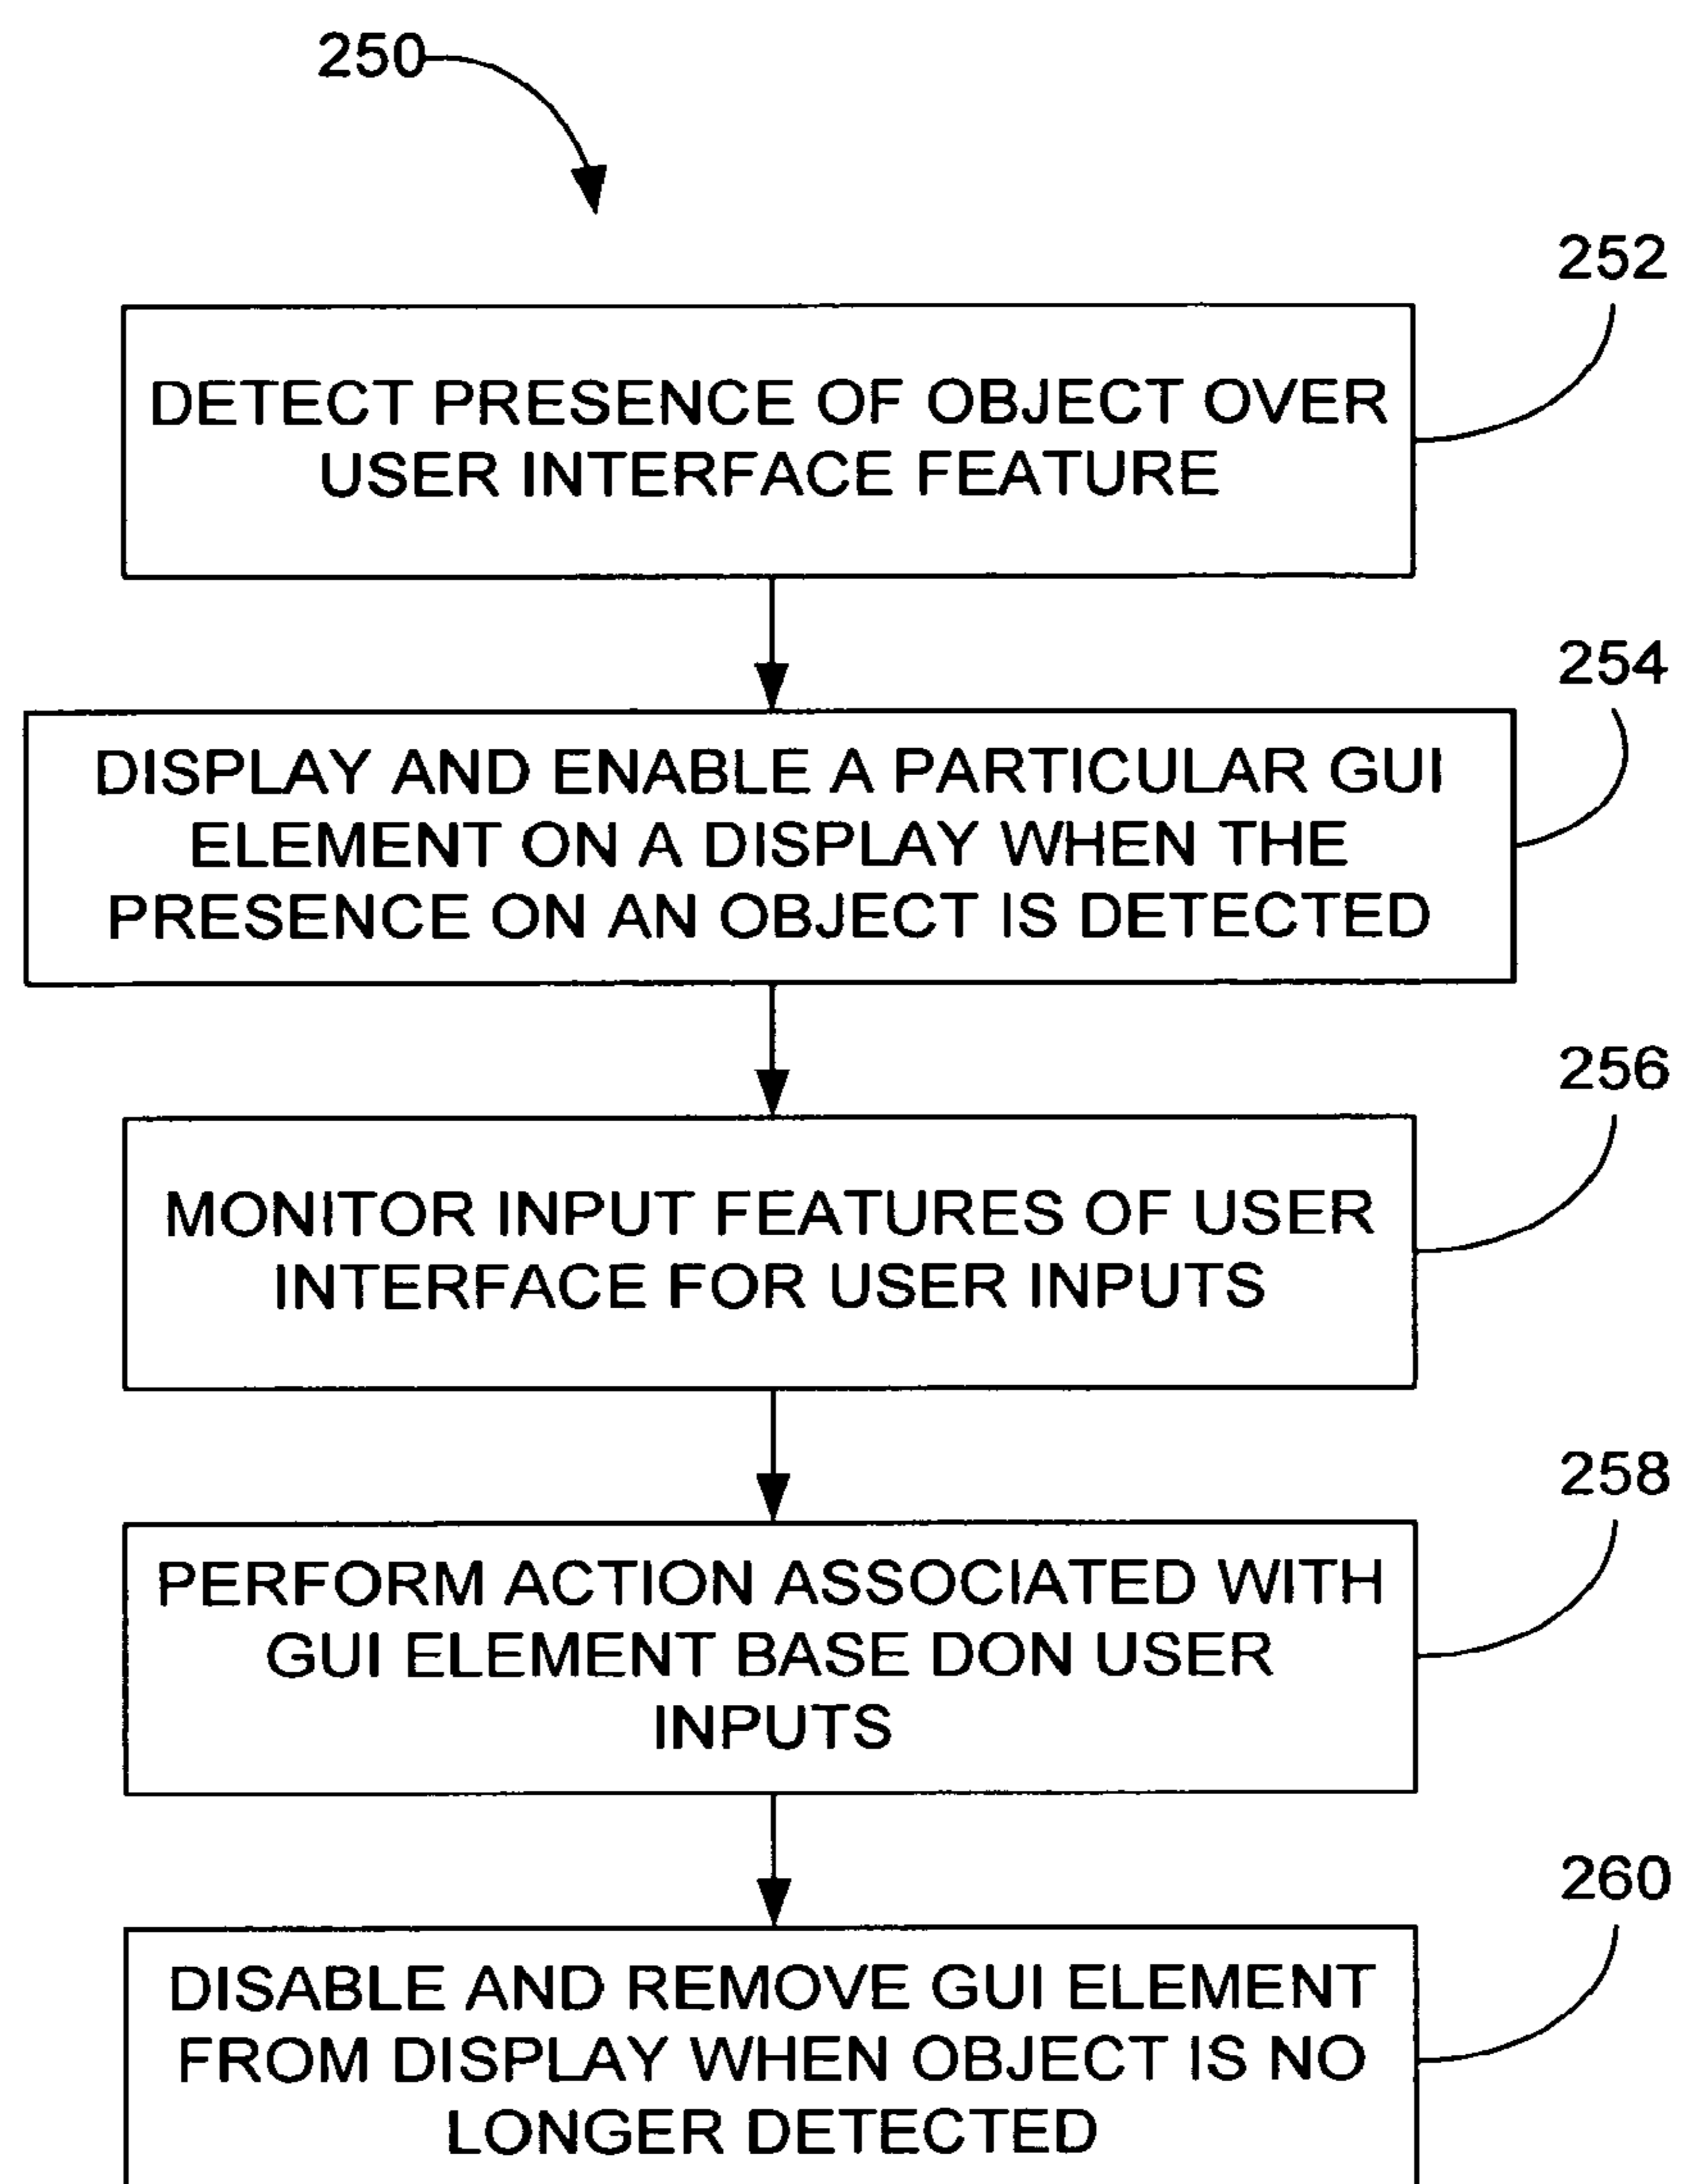 250
252
DETECT PRESENCE OF OBJECT OVER
USER INTERFACE FEATURE
254
DISPLAY AND ENABLE A PARTICULAR GUI
ELEMENT ON A DISPLAY WHEN THE
PRESENCE ON AN OBJECT IS DETECTED
256
MONITOR INPUT FEATURES OF USER
INTERFACE FOR USER INPUTS
258
PERFORM ACTION ASSOCIATED WITH
GUI ELEMENT BASE DON USER
INPUTS
260
DISABLE AND REMOVE GUI ELEMENT
FROM DISPLAY WHEN OBJECT IS NO
LONGER DETECTED